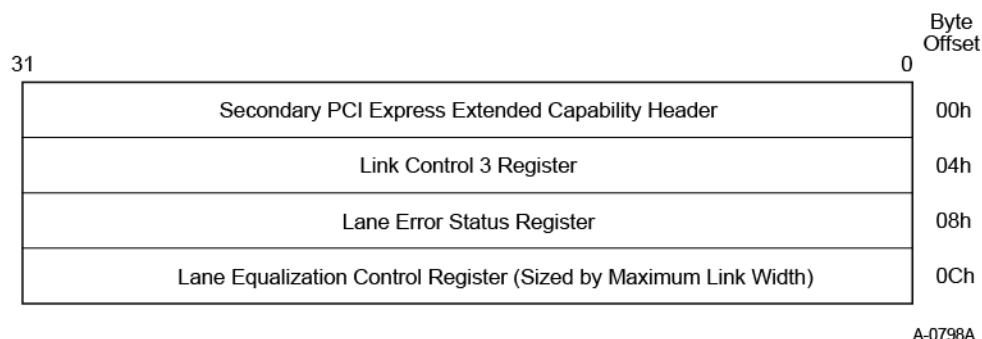 Byte
Offset
31 0
Secondary PCI Express Extended Capability Header 00h
Link Control 3 Register 04h
Lane Error Status Register 08h
Lane Equalization Control Register (Sized by Maximum Link Width) 0Ch
A-0798A